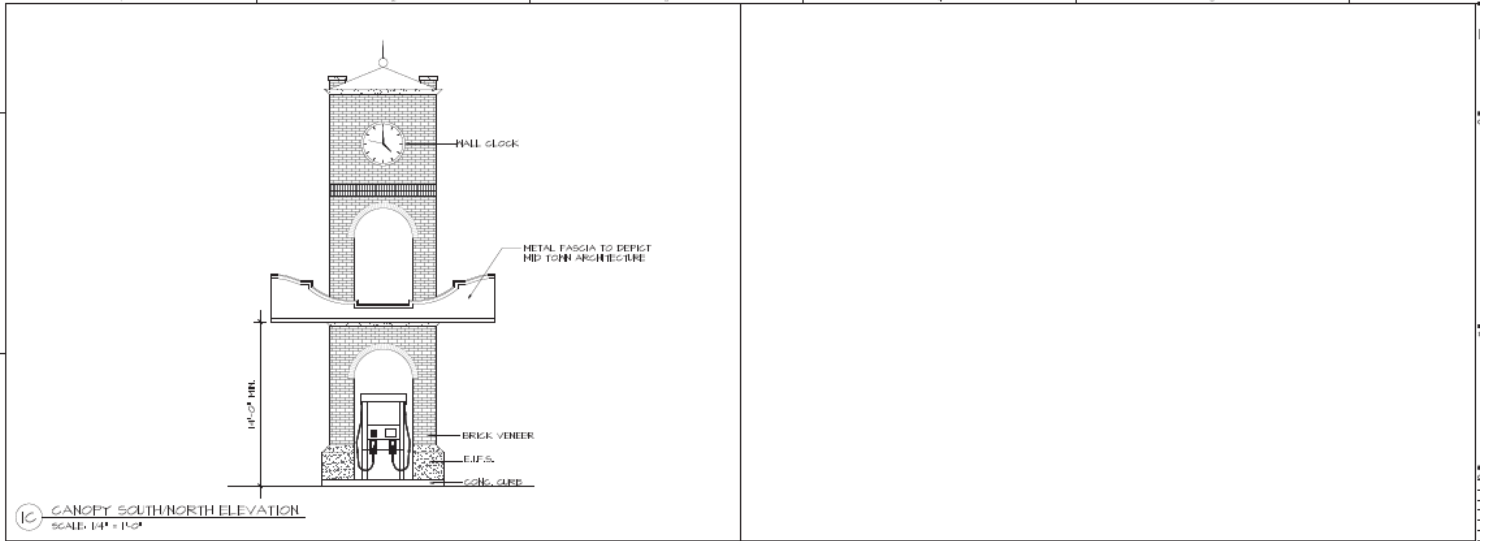 WALL CLOCK
METAL FASCIA TO DEPICT
MID TOWN ARCHITECTURE
14'-0" MIN.
BRICK VENEER
E.I.F.S.
CONC. CURB
1C CANOPY SOUTH/NORTH ELEVATION
SCALE: 1/4" = 1'-0"